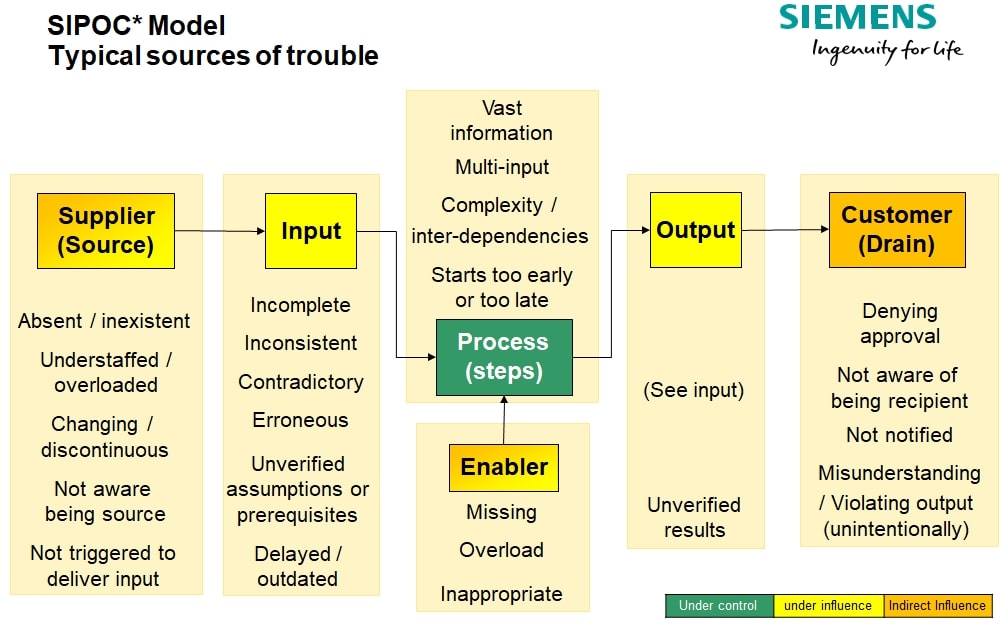 SIPOC* Model
Typical sources of trouble
SIEMENS
Ingenuity for life
Supplier
(Source)
Absent / inexistent
Understaffed /
overloaded
Changing /
discontinuous
Not aware
being source
Not triggered to
deliver input
Input
Incomplete
Inconsistent
Contradictory
Erroneous
Unverified
assumptions or
prerequisites
Delayed /
outdated
Vast
information
Multi-input
Complexity /
inter-dependencies
Starts too early
or too late
Process
(steps)
Enabler
Missing
Overload
Inappropriate
Output
(See input)
Unverified
results
Customer
(Drain)
Denying
approval
Not aware of
being recipient
Not notified
Misunderstanding
/ Violating output
(unintentionally)
Under control
under influence
Indirect Influence